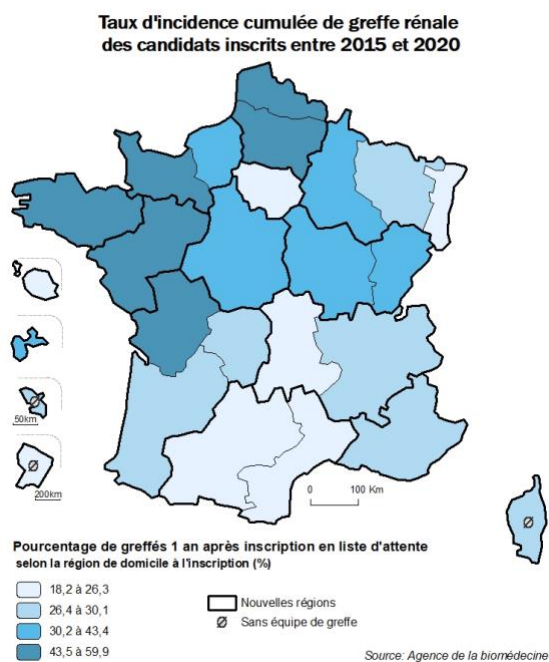 Taux d'incidence cumulée de greffe rénale
des candidats inscrits entre 2015 et 2020
50km
200km
0 100 Km
Pourcentage de greffés 1 an après inscription en liste d'attente
selon la région de domicile à l'inscription (%)
18,2 à 26,3
26,4 à 30,1
30,2 à 43,4
43,5 à 59,9
Nouvelles régions
Sans équipe de greffe
Source: Agence de la biomédecine